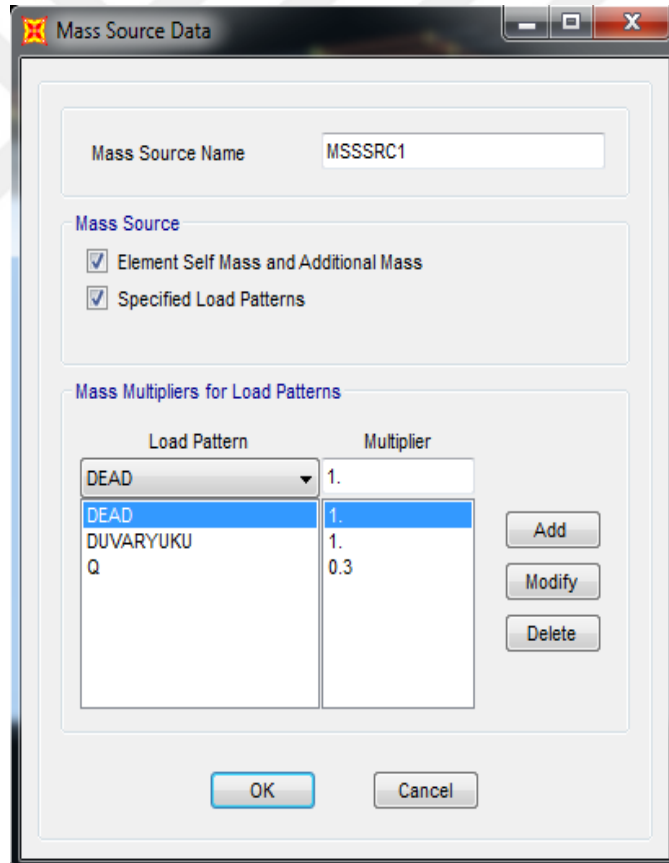 Mass Source Data
Mass Source Name MSSSRC1
Mass Source
Element Self Mass and Additional Mass
Specified Load Patterns
Mass Multipliers for Load Patterns
Load Pattern Multiplier
DEAD 1.
DEAD 1.
DUVARYUKU 1.
Q 0.3
Add
Modify
Delete
OK Cancel